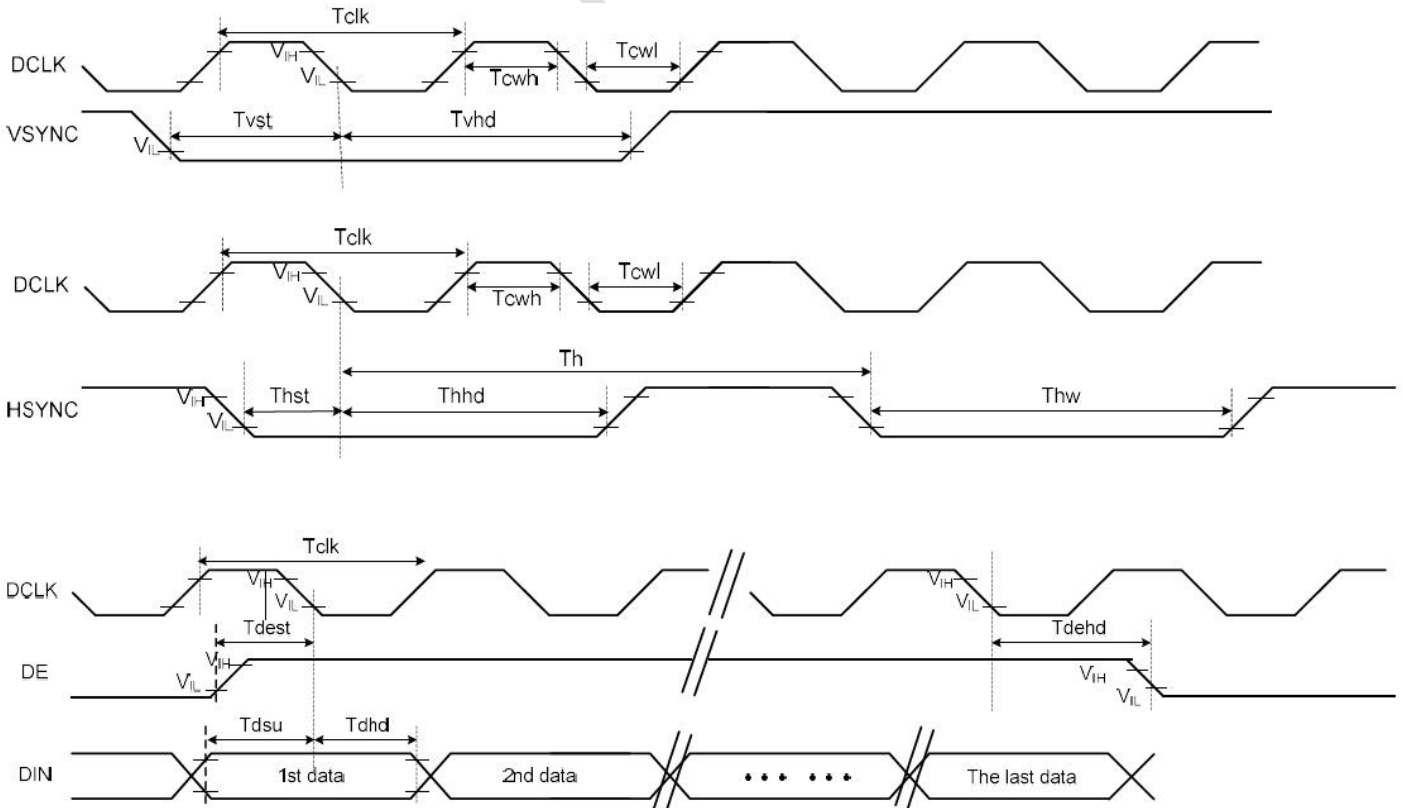 Tclk
DCLK
VIH
VIL
Tcwh
Tcwl
VSYNC
VIL
Tvst
Tvhd
Tclk
DCLK
VIH
VIL
Tcwh
Tcwl
Th
HSYNC
VIH
VIL
Thst
Thhd
Thw
Tclk
DCLK
VIH
VIL
VIH
VIL
Tdest
Tdehd
DE
VIH
VIL
VIH
VIL
Tdsu
Tdhd
DIN
1st data
2nd data
••• •••
The last data